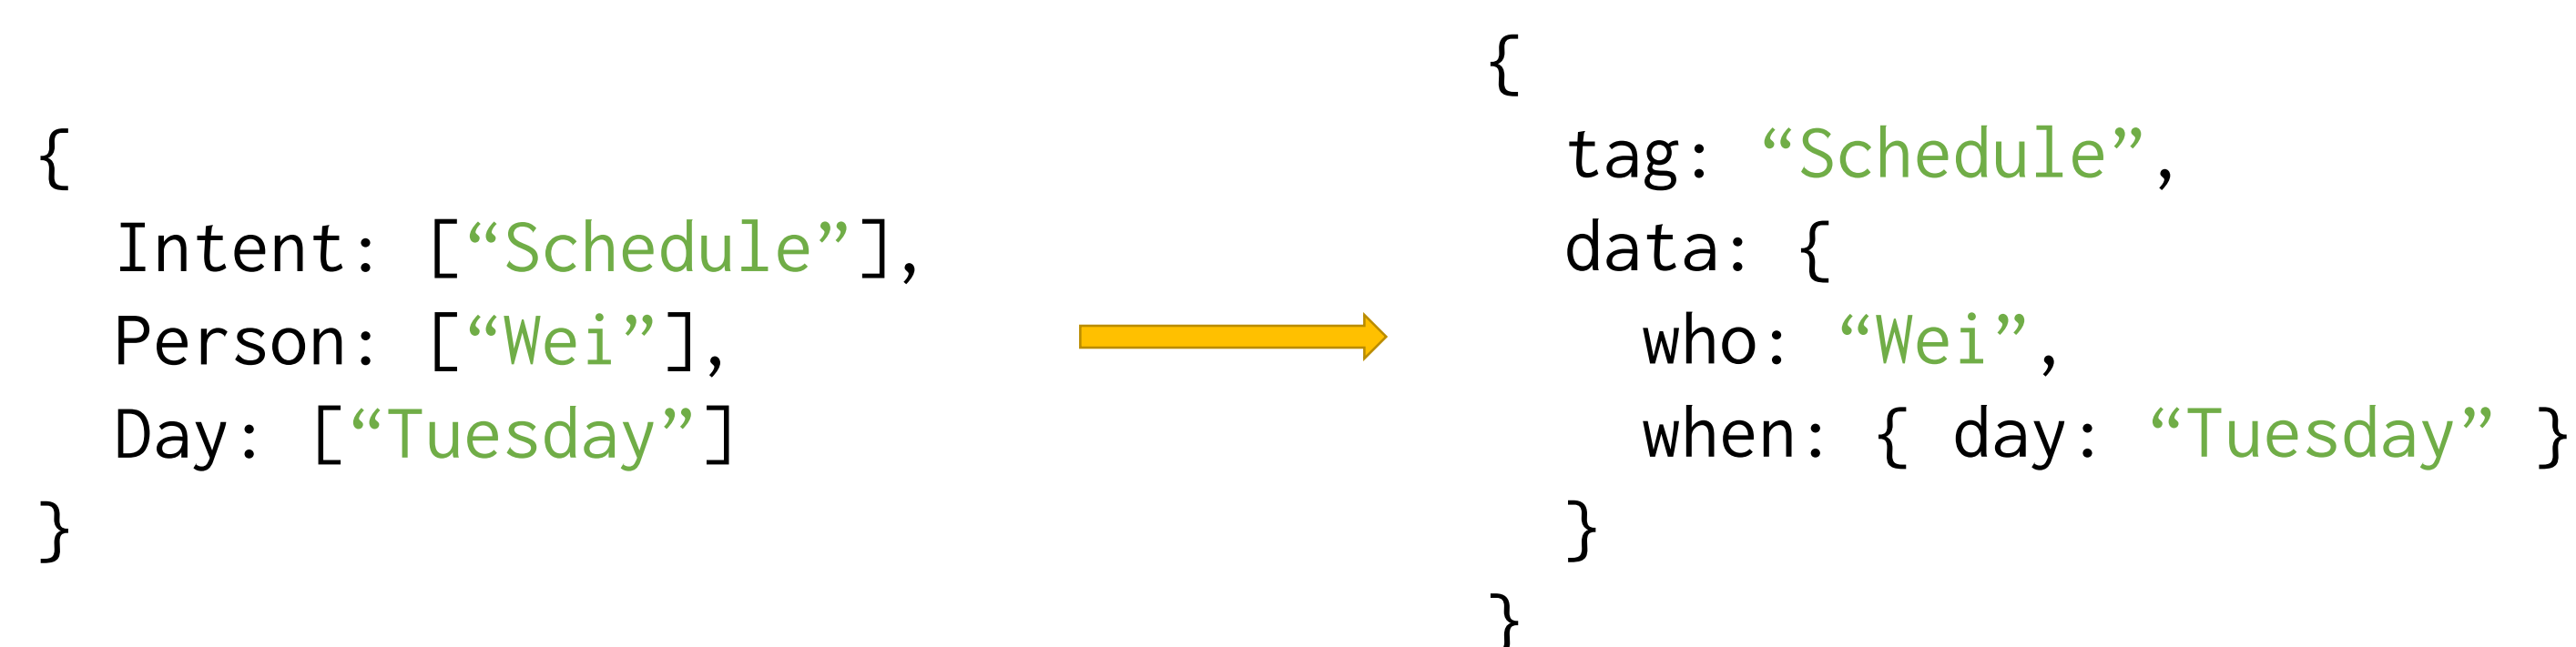 {
  Intent: [“Schedule”],
  Person: [“Wei”],
  Day: [“Tuesday”]
}
{
  tag: “Schedule”,
  data: {
    who: “Wei”,
    when: { day: “Tuesday” }
  }
}